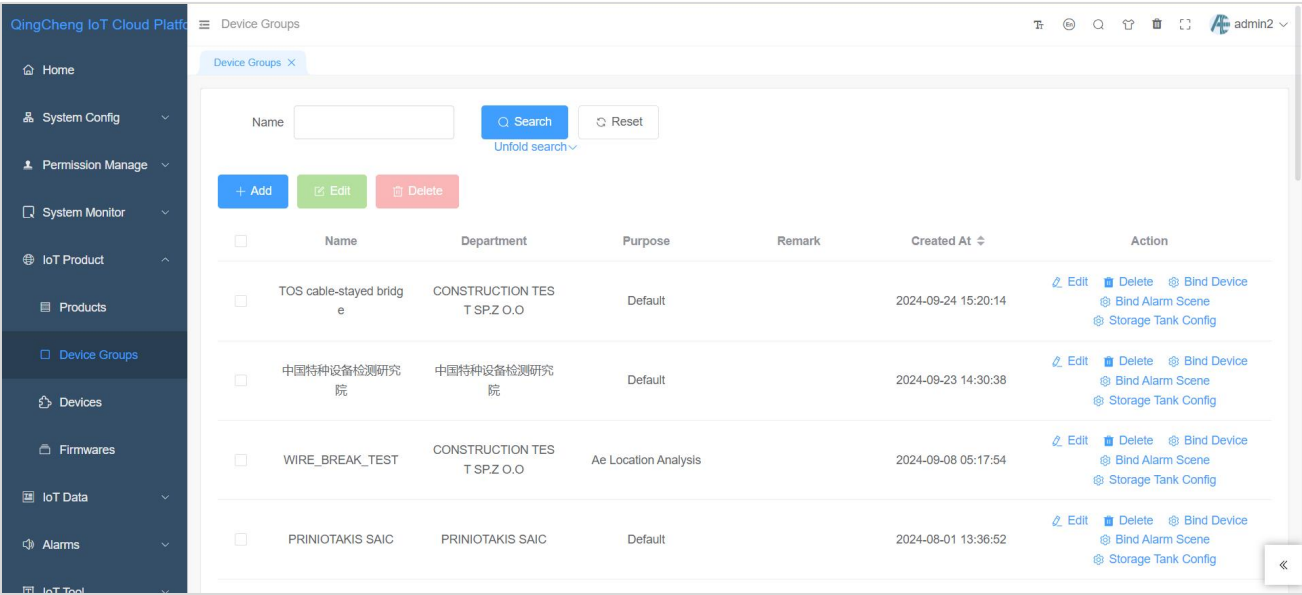 QingCheng IoT Cloud Platfo
Device Groups
Tт
En
admin2
Device Groups
Home
System Config
Permission Manage
System Monitor
IoT Product
Products
Device Groups
Devices
Firmwares
IoT Data
Alarms
IoT Tool
Name
Search
Reset
Unfold search
+ Add
Edit
Delete
Name Department Purpose Remark Created At Action
TOS cable-stayed bridg
e
CONSTRUCTION TES
T SP.Z O.O
Default
2024-09-24 15:20:14
Edit Delete Bind Device
Bind Alarm Scene
Storage Tank Config
中国特种设备检测研究
院
中国特种设备检测研究
院
Default
2024-09-23 14:30:38
Edit Delete Bind Device
Bind Alarm Scene
Storage Tank Config
WIRE_BREAK_TEST
CONSTRUCTION TES
T SP.Z O.O
Ae Location Analysis
2024-09-08 05:17:54
Edit Delete Bind Device
Bind Alarm Scene
Storage Tank Config
PRINIOTAKIS SAIC
PRINIOTAKIS SAIC
Default
2024-08-01 13:36:52
Edit Delete Bind Device
Bind Alarm Scene
Storage Tank Config